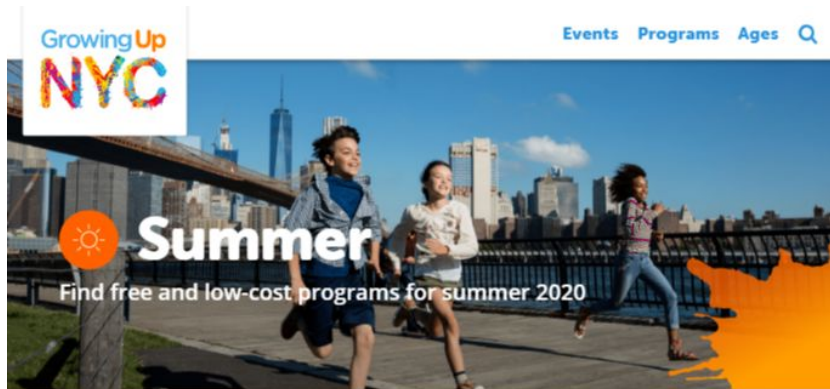 Growing Up
NYC
Events Programs Ages
Summer
Find free and low-cost programs for summer 2020